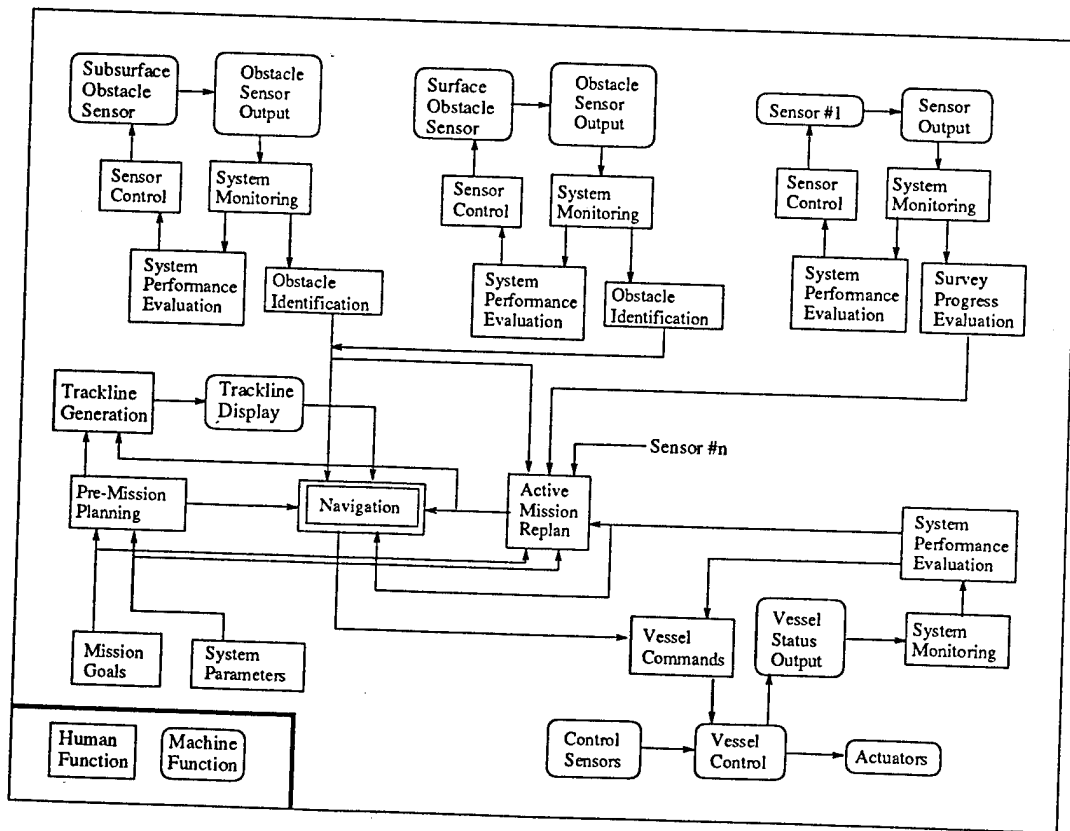 Subsurface
Obstacle
Sensor
Obstacle
Sensor
Output
Sensor
Control
System
Monitoring
System
Performance
Evaluation
Obstacle
Identification
Surface
Obstacle
Sensor
Obstacle
Sensor
Output
Sensor
Control
System
Monitoring
System
Performance
Evaluation
Obstacle
Identification
Sensor #1
Sensor
Output
Sensor
Control
System
Monitoring
System
Performance
Evaluation
Survey
Progress
Evaluation
Trackline
Generation
Trackline
Display
Sensor #n
Pre-Mission
Planning
Navigation
Active
Mission
Replan
System
Performance
Evaluation
Mission
Goals
System
Parameters
Vessel
Commands
Vessel
Status
Output
System
Monitoring
Control
Sensors
Vessel
Control
Actuators
Human
Function
Machine
Function